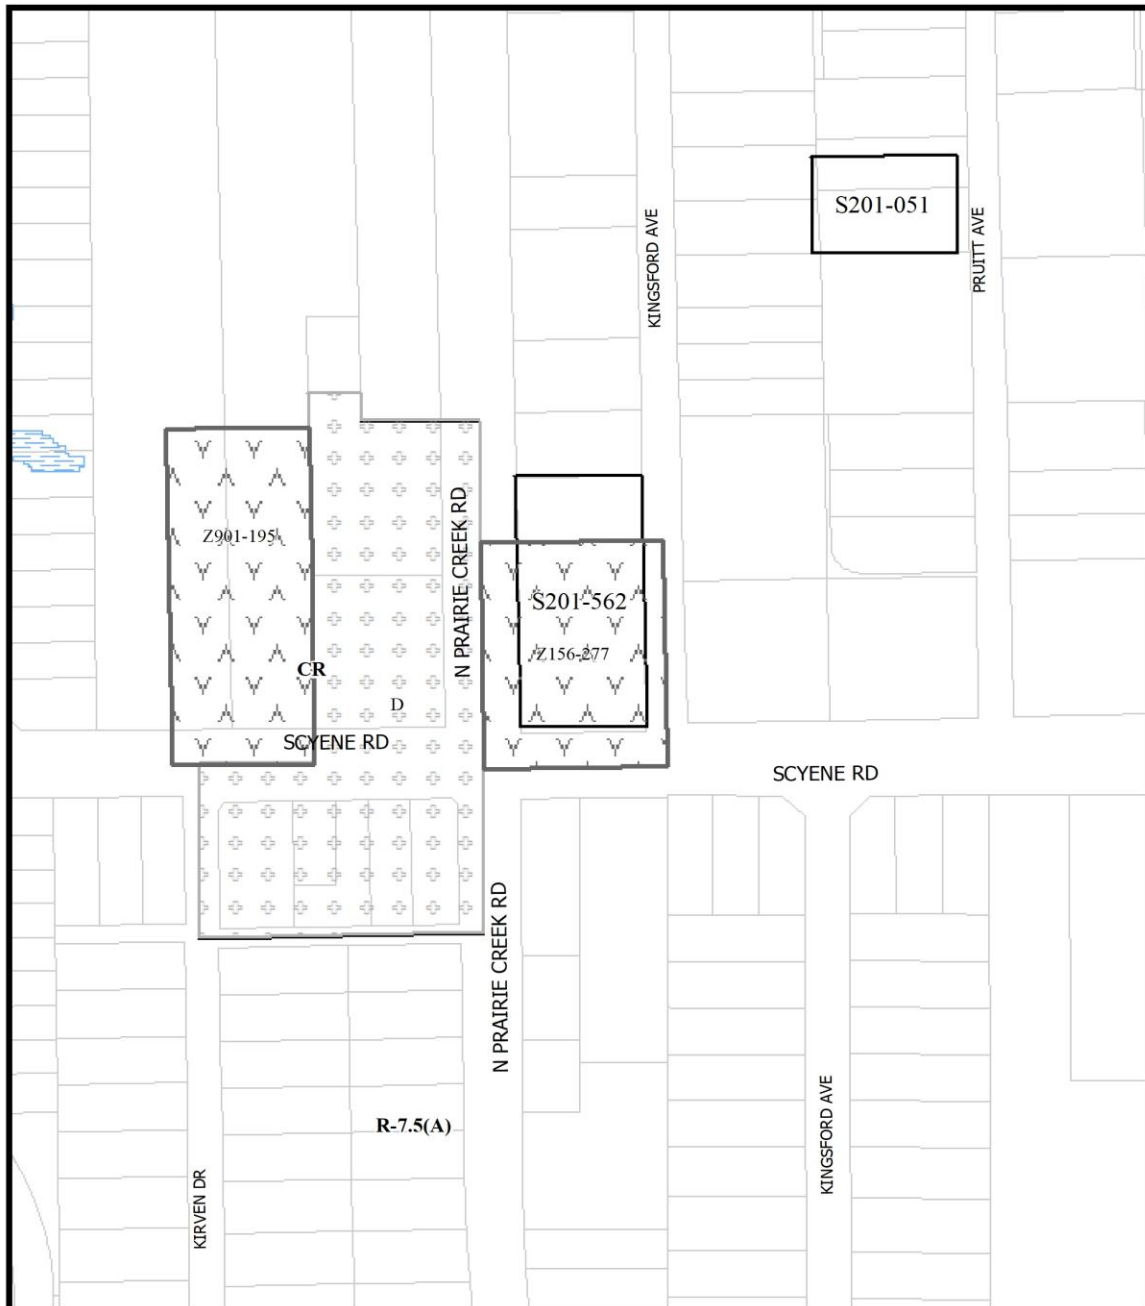 S201-051
KINGSFORD AVE
PRUITT AVE
N PRAIRIE CREEK RD
Z901-195
S201-562
Z156-277
CR
D
SCYENE RD
SCYENE RD
N PRAIRIE CREEK RD
R-7.5(A)
KINGSFORD AVE
KIRVEN DR